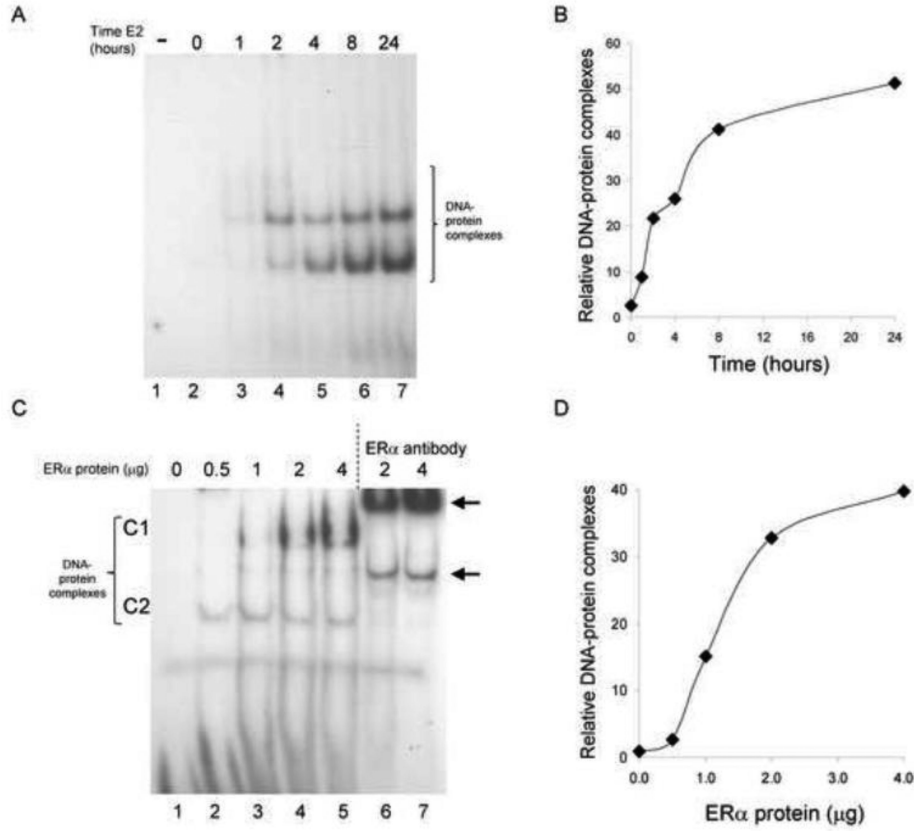 A
Time E2
(hours)
– 0 1 2 4 8 24
DNA-
protein
complexes
1 2 3 4 5 6 7
B
Relative DNA-protein complexes
60
50
40
30
20
10
0
0 4 8 12 16 20 24
Time (hours)
C
ERα antibody
ERα protein (μg) 0 0.5 1 2 4 2 4
C1
DNA-
protein
complexes
C2
1 2 3 4 5 6 7
D
Relative DNA-protein complexes
40
30
20
10
0
0.0 1.0 2.0 3.0 4.0
ERα protein (μg)